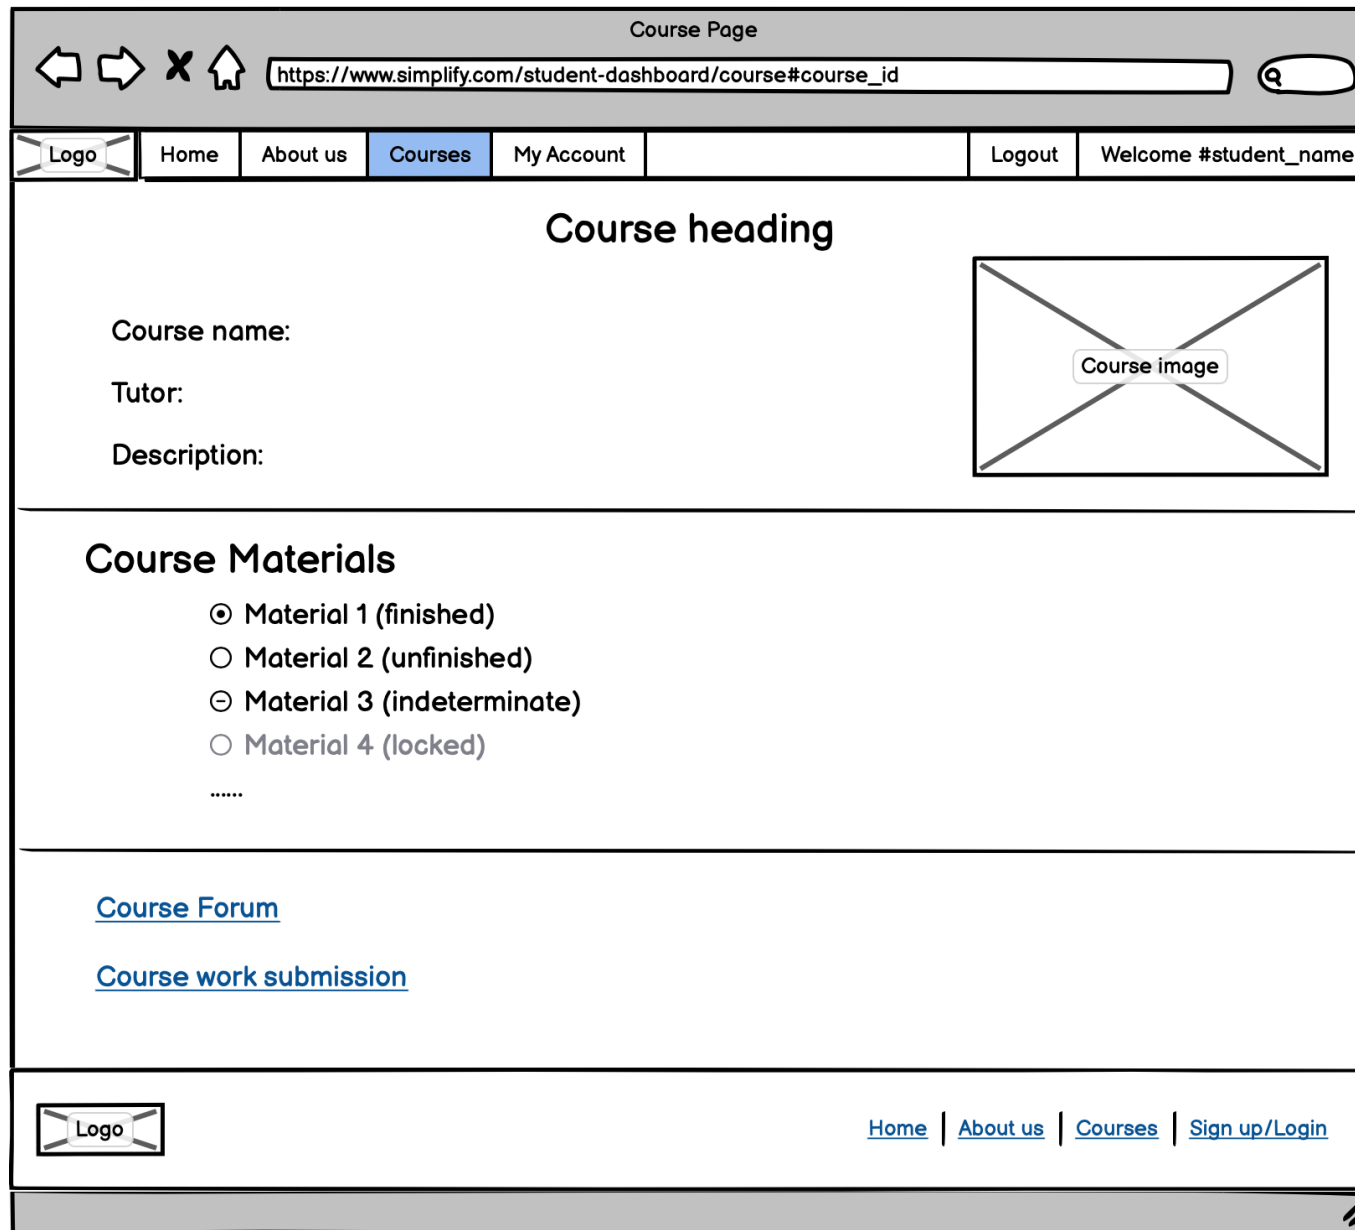 Course Page
https://www.simplify.com/student-dashboard/course#course_id
Logo Home About us Courses My Account Logout Welcome #student_name
Course heading
Course name:
Course image
Tutor:
Description:
Course Materials
Material 1 (finished)
Material 2 (unfinished)
Material 3 (indeterminate)
Material 4 (locked)
......
Course Forum
Course work submission
Logo Home About us Courses Sign up/Login